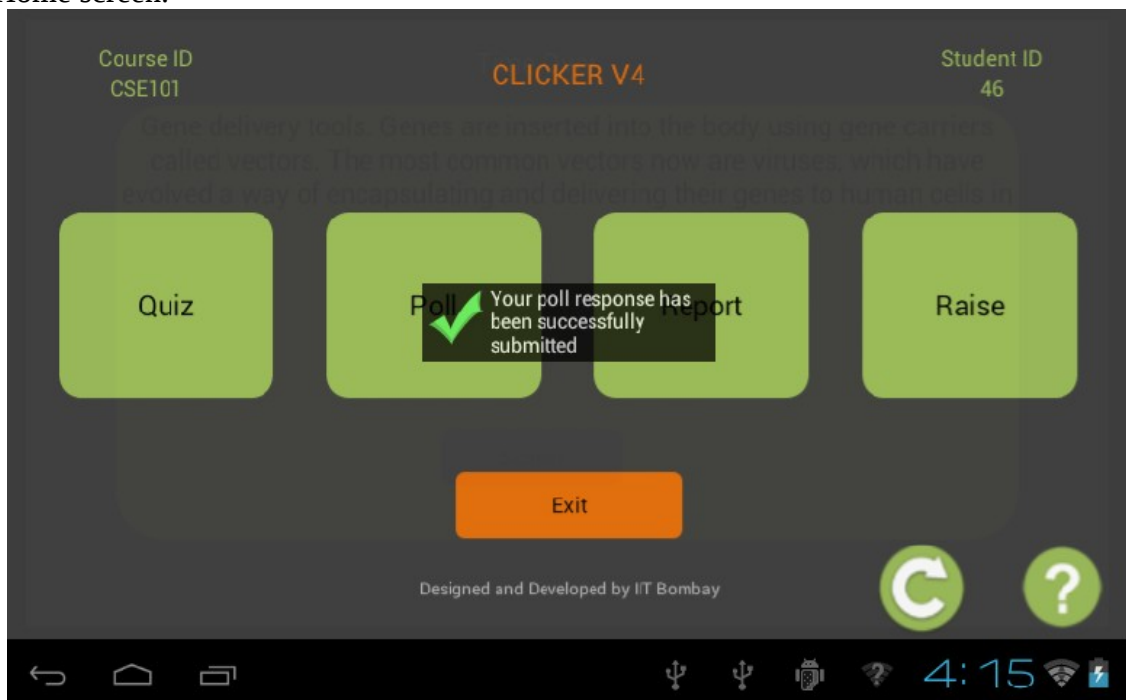 Course ID
CSE101
CLICKER V4
Student ID
46
Gene delivery tools. Genes are inserted into the body using gene carriers
called vectors. The most common vectors now are viruses, which have
evolved a way of encapsulating and delivering their genes to human cells in
Quiz
Poll
Your poll response has
been successfully
submitted
Report
Raise
Exit
Designed and Developed by IIT Bombay
?
4:15